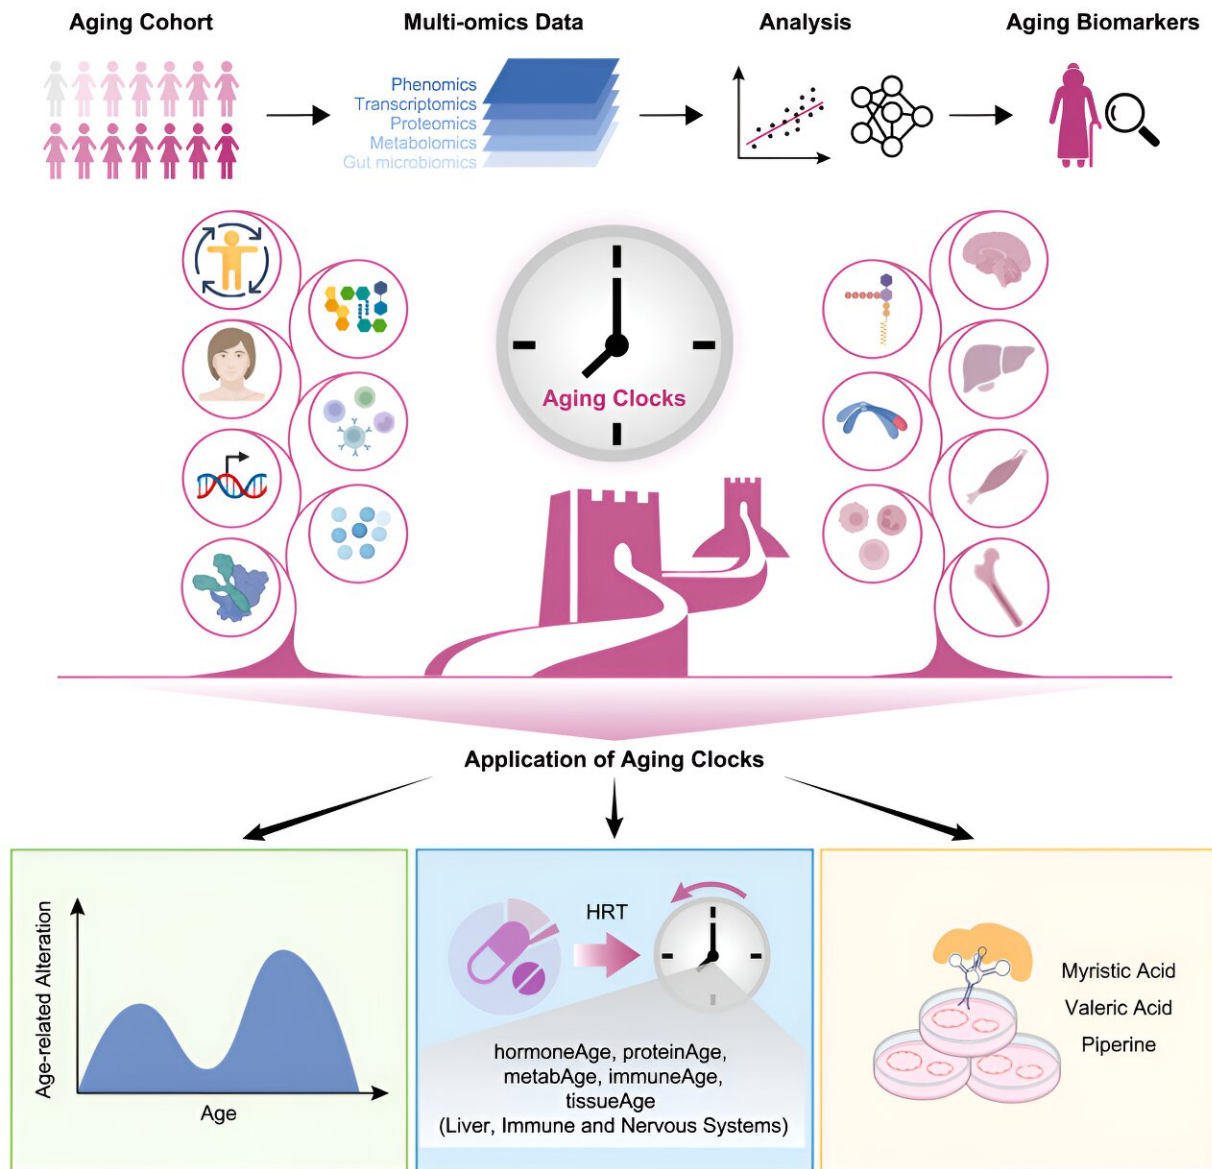 Aging Cohort
Multi-omics Data
Analysis
Aging Biomarkers
Phenomics
Transcriptomics
Proteomics
Metabolomics
Gut microbiomics
Aging Clocks
Application of Aging Clocks
Age-related Alteration
Age
HRT
hormoneAge, proteinAge,
metabAge, immuneAge,
tissueAge
(Liver, Immune and Nervous Systems)
Myristic Acid
Valeric Acid
Piperine